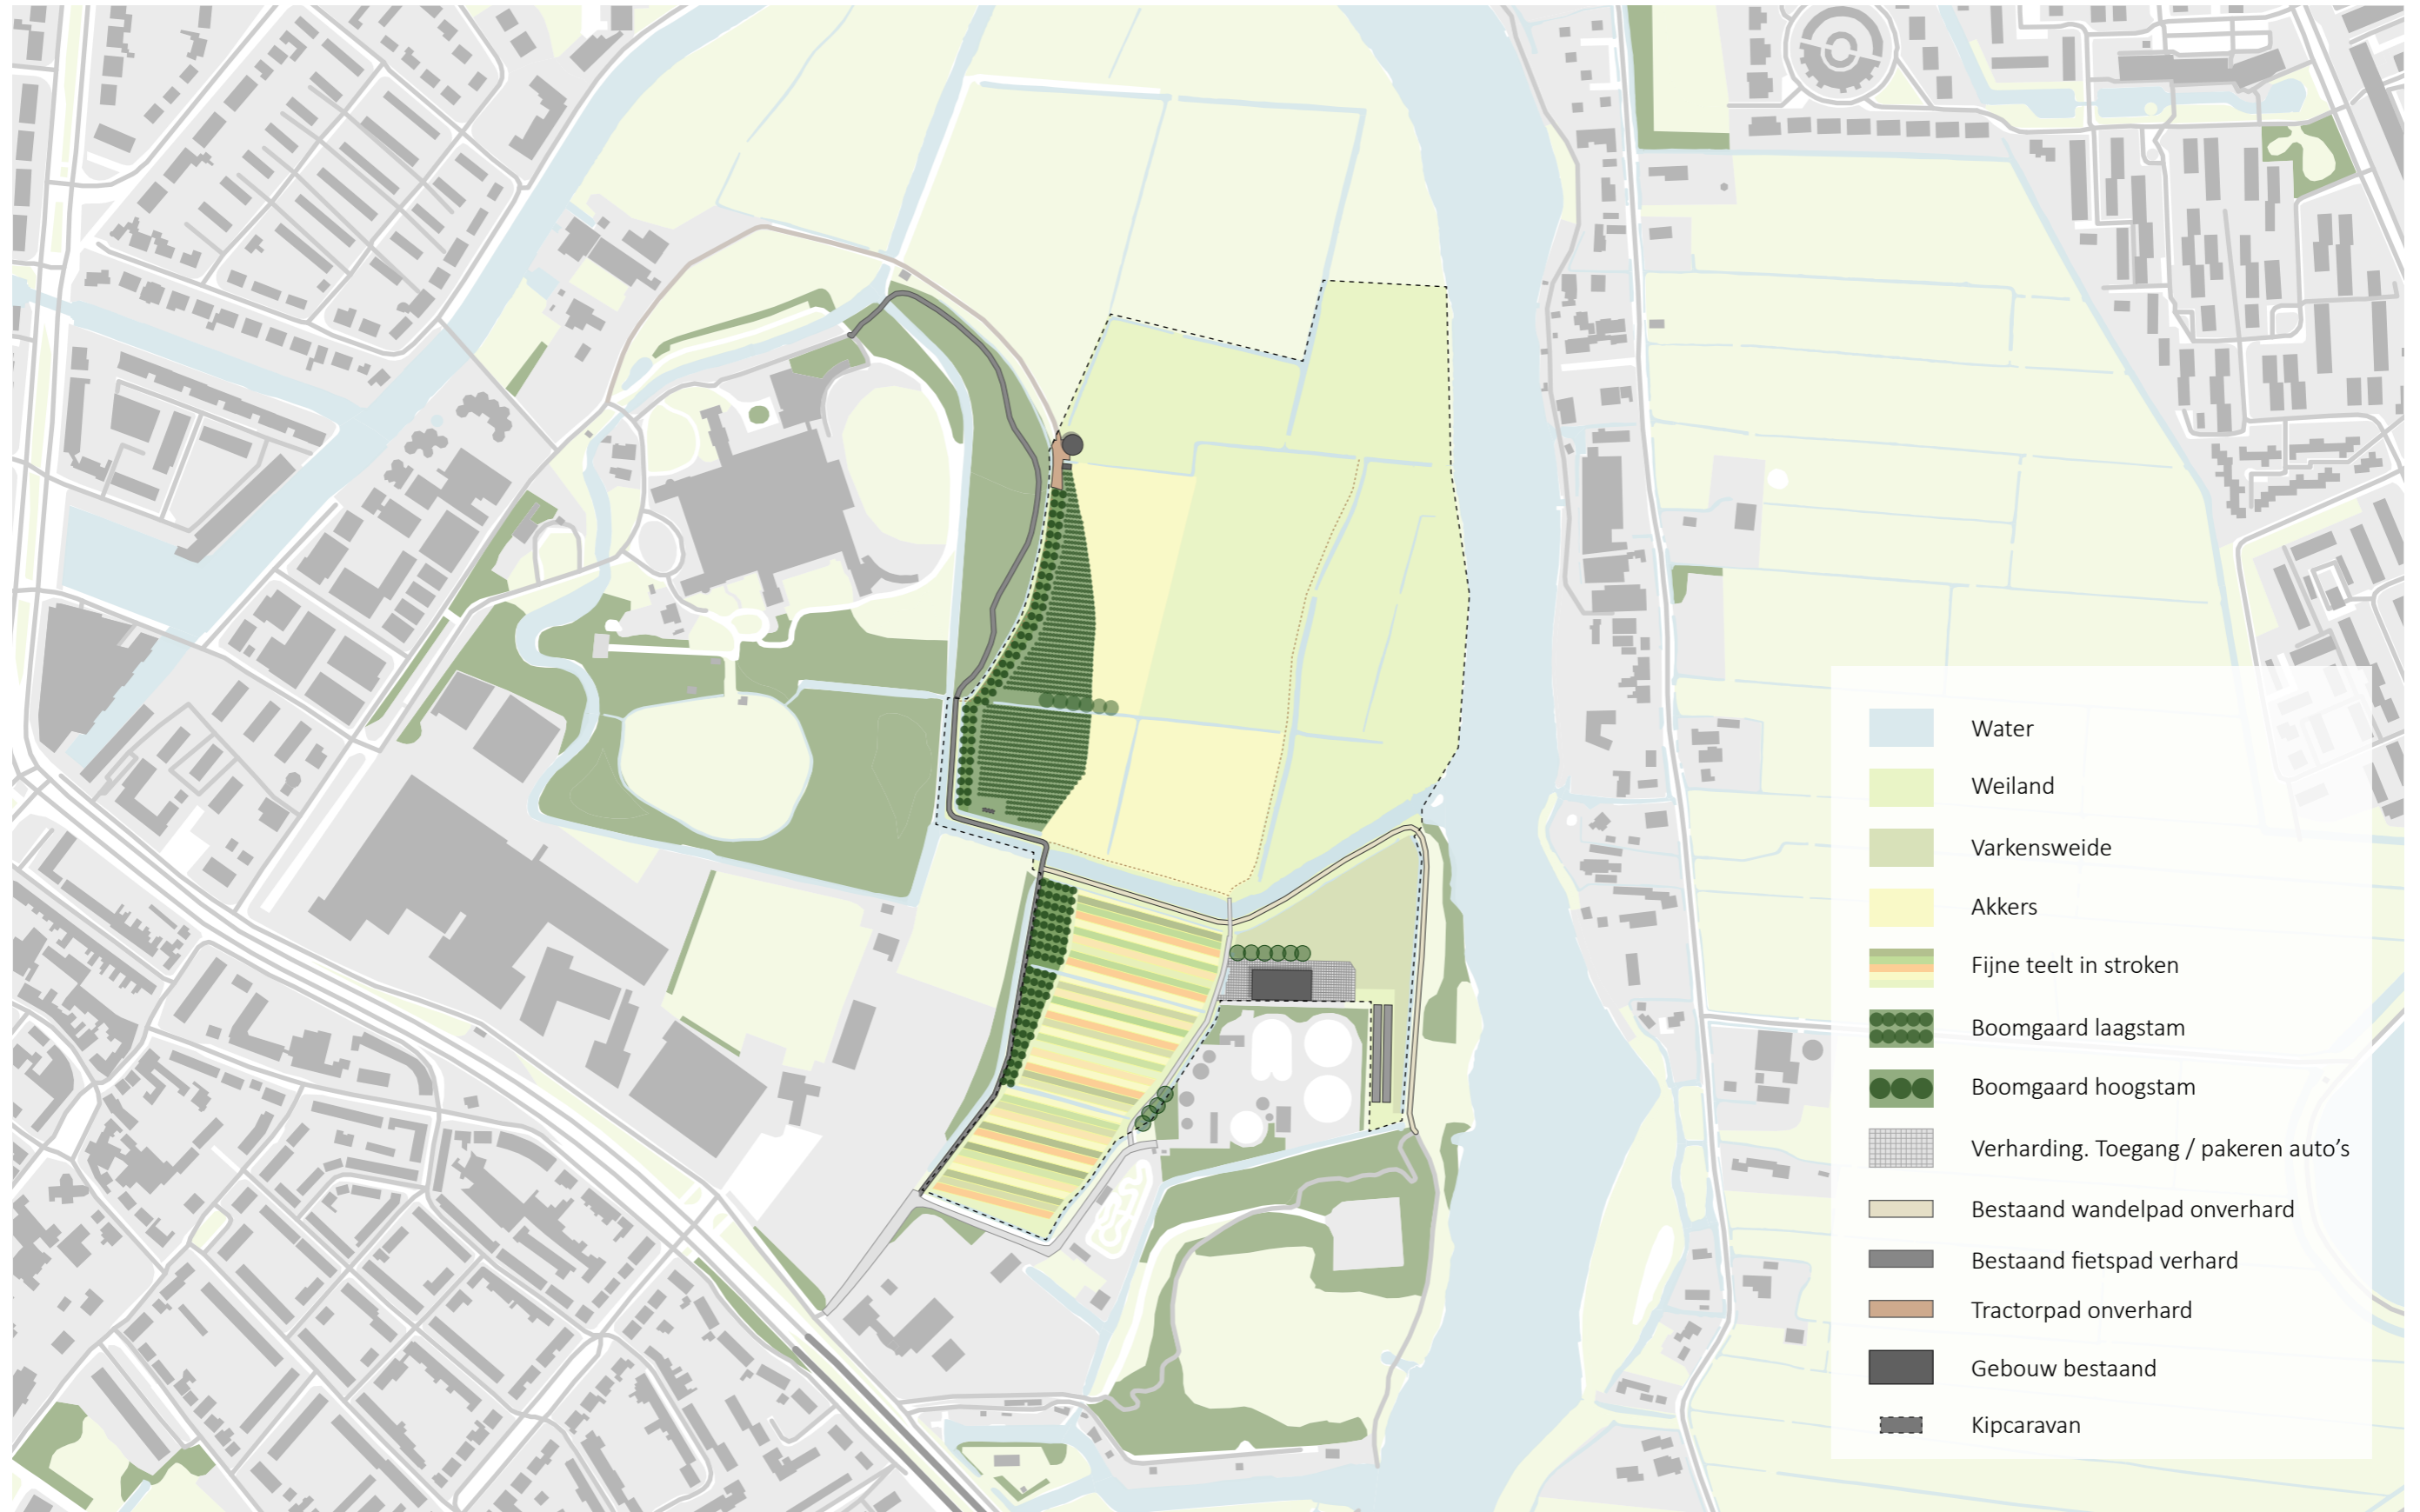 Water
Weiland
Varkensweide
Akkers
Fijne teelt in stroken
Boomgaard laagstam
Boomgaard hoogstam
Verharding. Toegang / pakeren auto’s
Bestaand wandelpad onverhard
Bestaand fietspad verhard
Tractorpad onverhard
Gebouw bestaand
Kipcaravan